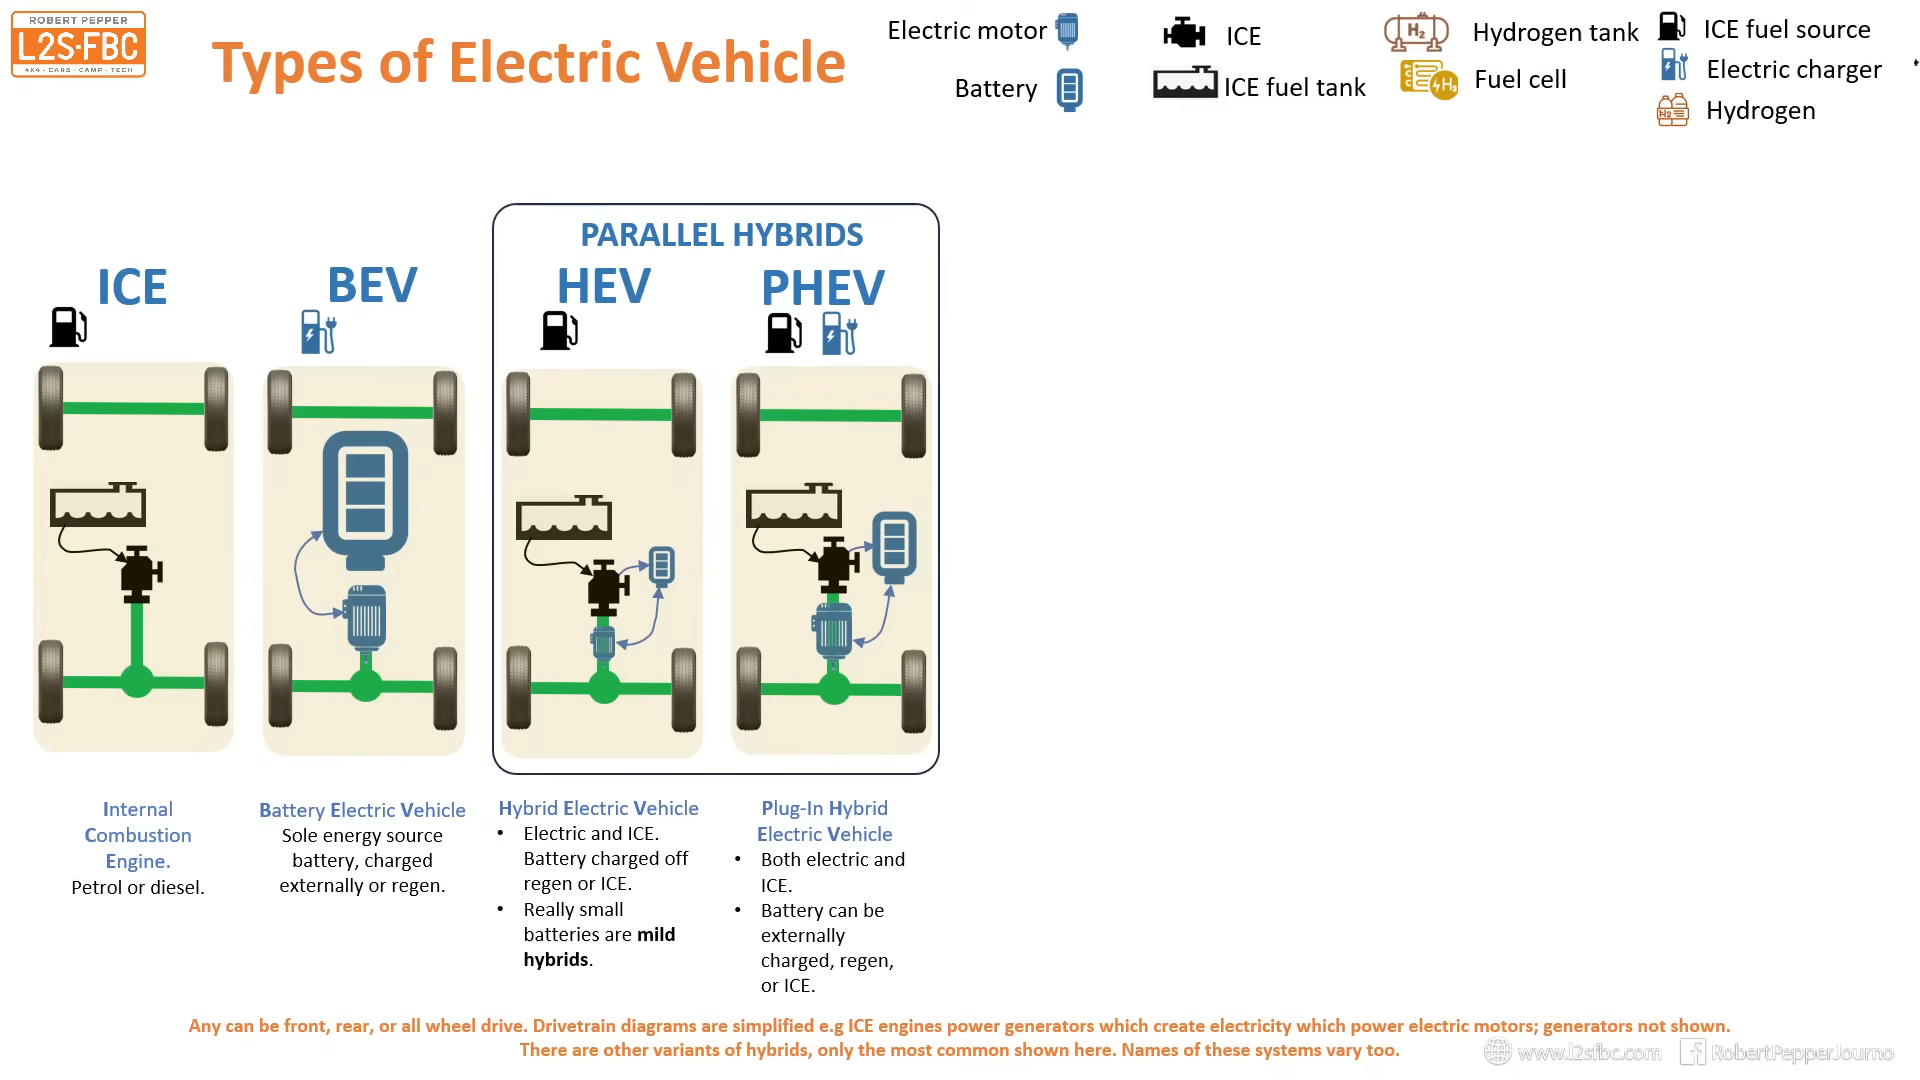 ROBERT PEPPER
L2S-FBC
4X4 - CARS - CAMP - TECH
Types of Electric Vehicle
Electric motor
Battery
ICE
ICE fuel tank
H2
Hydrogen tank
H2
Fuel cell
ICE fuel source
Electric charger
H2
Hydrogen
PARALLEL HYBRIDS
ICE
BEV
HEV
PHEV
Internal
Combustion
Engine.
Petrol or diesel.
Battery Electric Vehicle
Sole energy source
battery, charged
externally or regen.
Hybrid Electric Vehicle
• Electric and ICE.
Battery charged off
regen or ICE.
• Really small
batteries are mild
hybrids.
Plug-In Hybrid
Electric Vehicle
• Both electric and
ICE.
• Battery can be
externally
charged, regen,
or ICE.
Any can be front, rear, or all wheel drive. Drivetrain diagrams are simplified e.g ICE engines power generators which create electricity which power electric motors; generators not shown.
There are other variants of hybrids, only the most common shown here. Names of these systems vary too.
www.l2sfbc.com
RobertPepperJourno